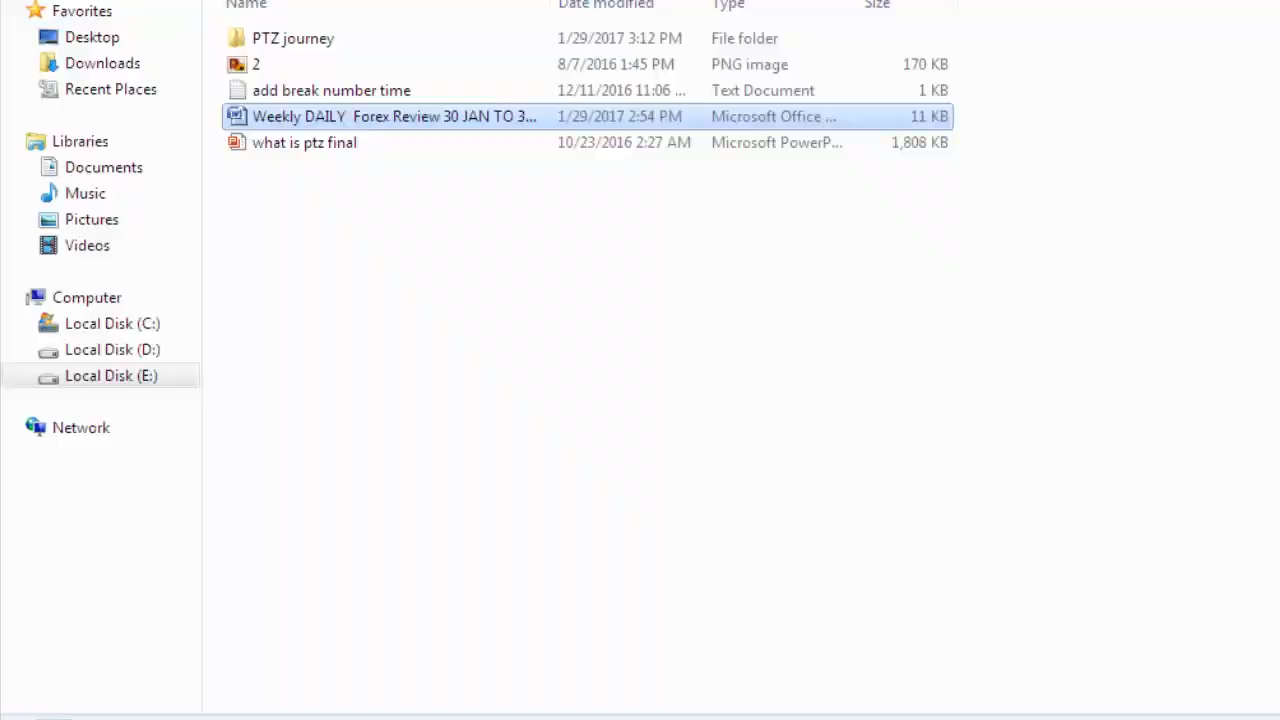 Name Date modified Type Size
Favorites
Desktop
Downloads
Recent Places
Libraries
Documents
Music
Pictures
Videos
Computer
Local Disk (C:)
Local Disk (D:)
Local Disk (E:)
Network
PTZ journey 1/29/2017 3:12 PM File folder
2 8/7/2016 1:45 PM PNG image 170 KB
add break number time 12/11/2016 11:06 ... Text Document 1 KB
Weekly DAILY  Forex Review 30 JAN TO 3... 1/29/2017 2:54 PM Microsoft Office ... 11 KB
what is ptz final 10/23/2016 2:27 AM Microsoft PowerP... 1,808 KB